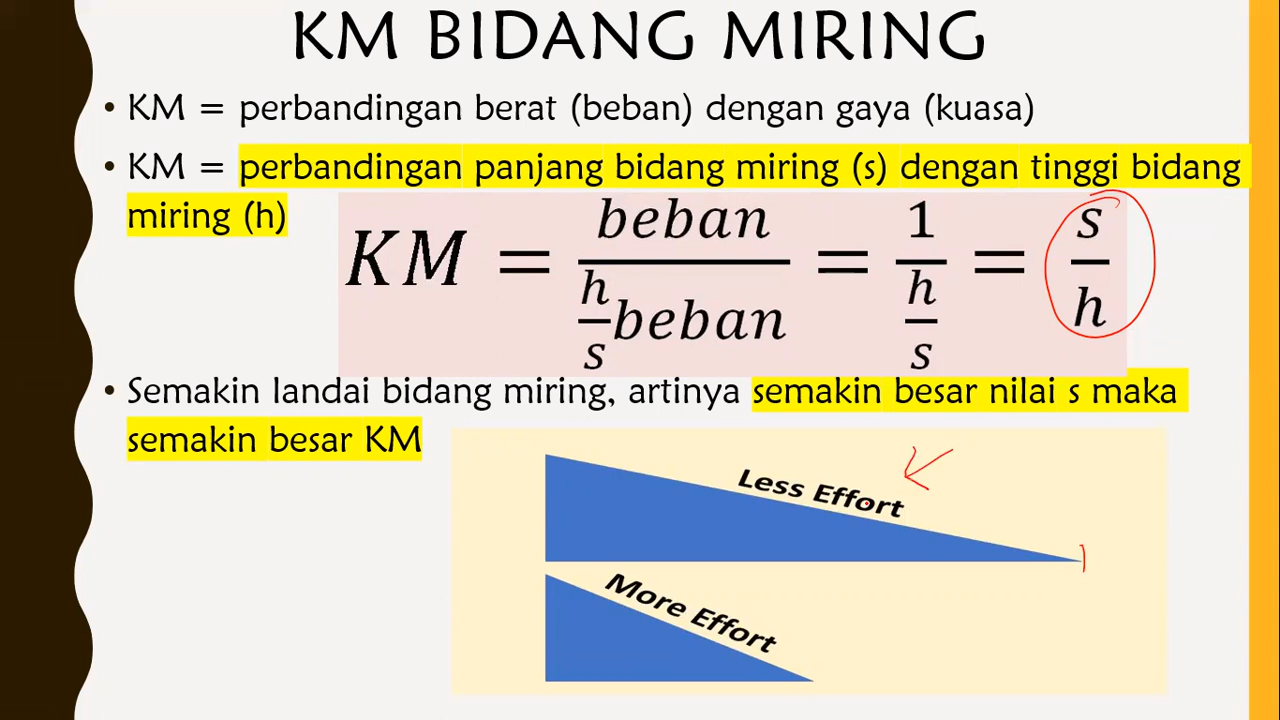 KM BIDANG MIRING
• KM = perbandingan berat (beban) dengan gaya (kuasa)
• KM = perbandingan panjang bidang miring (s) dengan tinggi bidang
miring (h)
KM = beban / (h/s beban) = 1 / (h/s) = s/h
• Semakin landai bidang miring, artinya semakin besar nilai s maka
semakin besar KM
Less Effort
More Effort